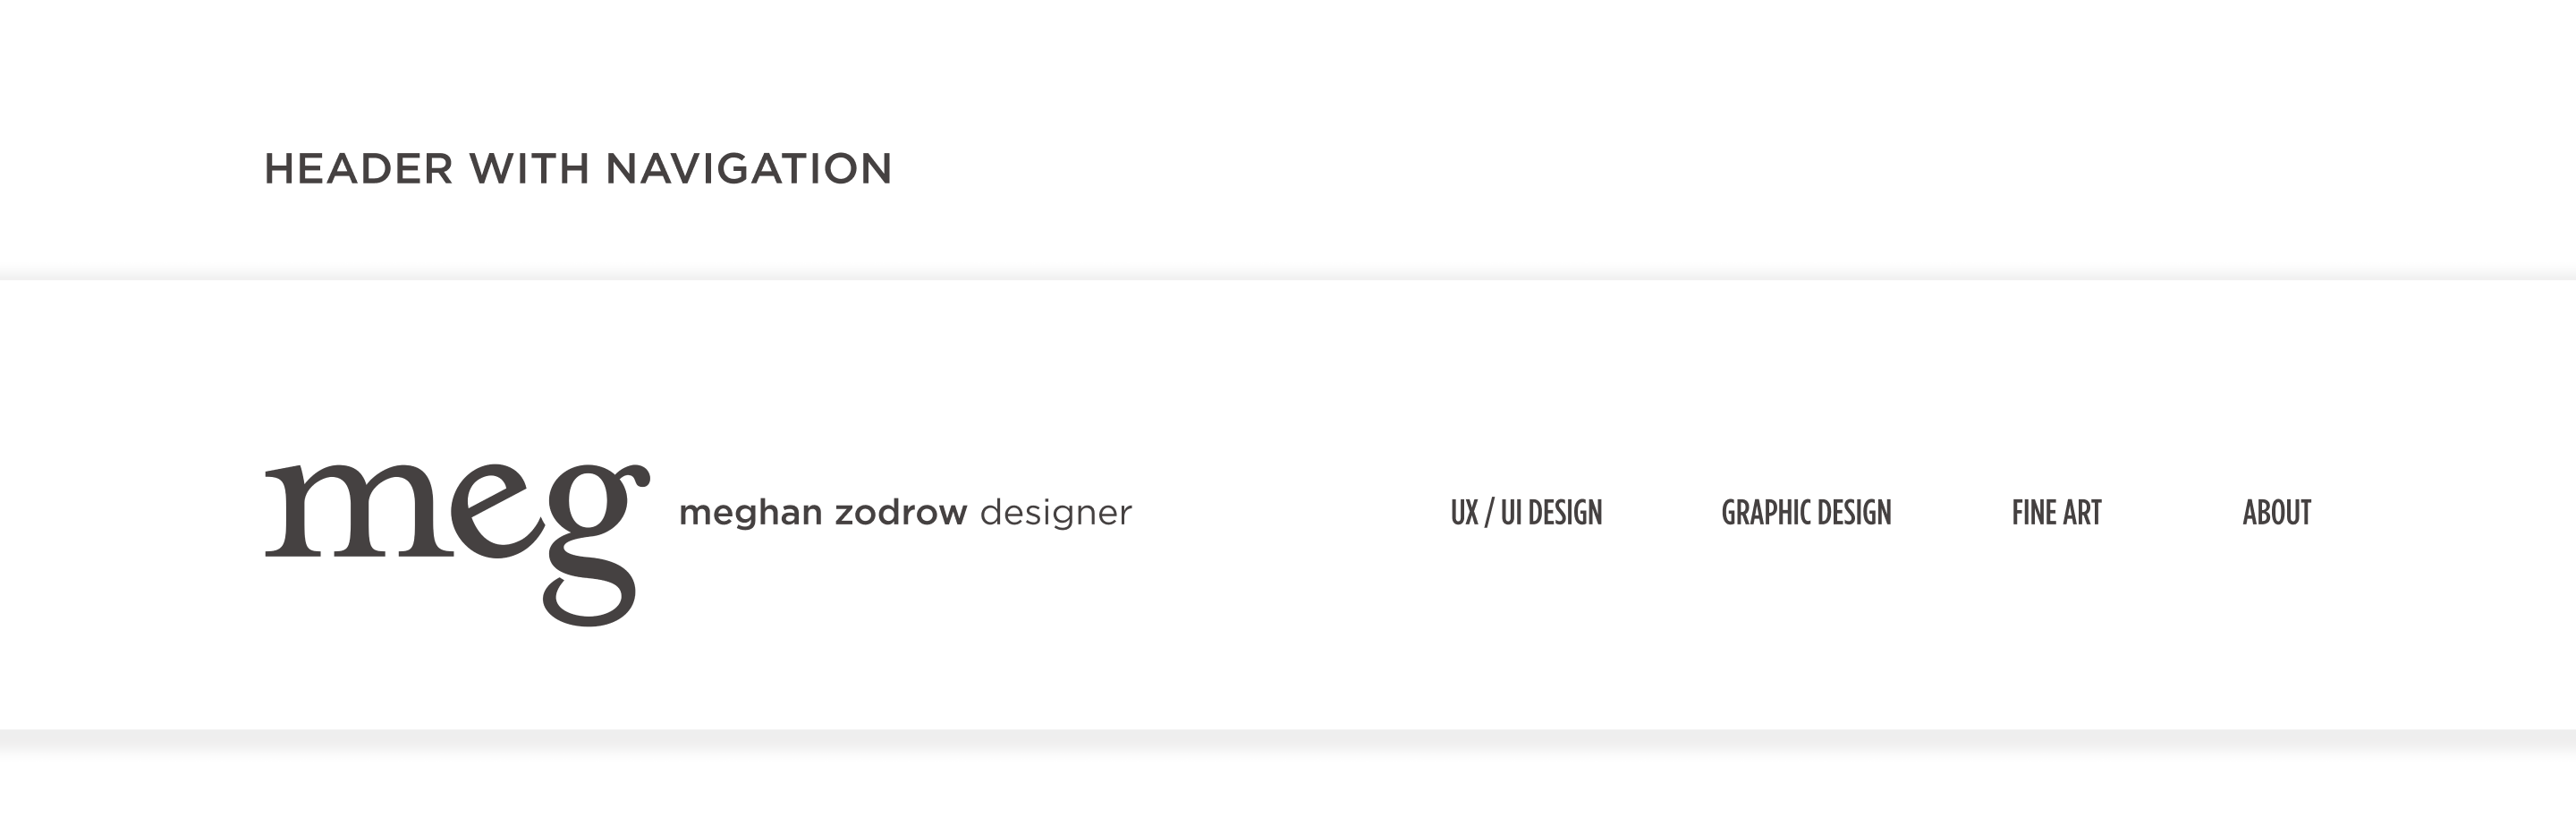 HEADER WITH NAVIGATION
meg meghan zodrow designer UX / UI DESIGN GRAPHIC DESIGN FINE ART ABOUT